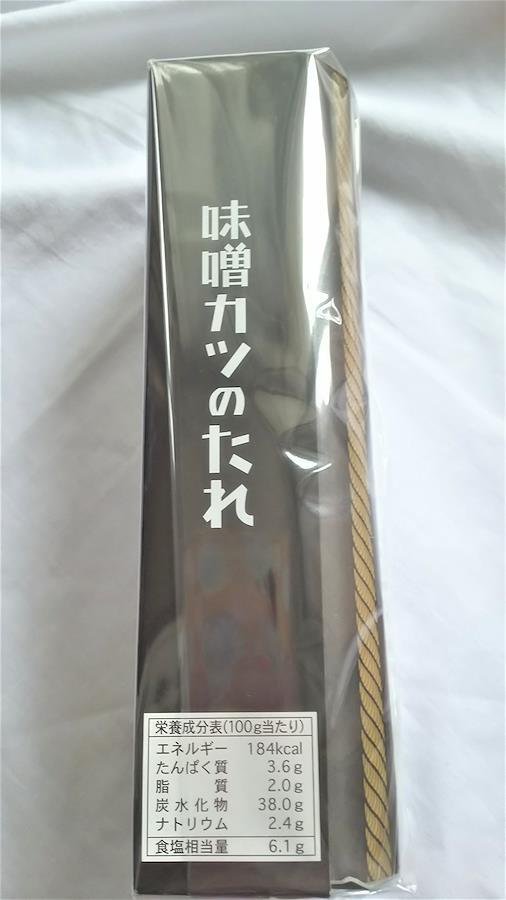 味噌カツのたれ
栄養成分表(100g当たり)
エネルギー 184kcal
たんぱく質 3.6g
脂質 2.0g
炭水化物 38.0g
ナトリウム 2.4g
食塩相当量 6.1g